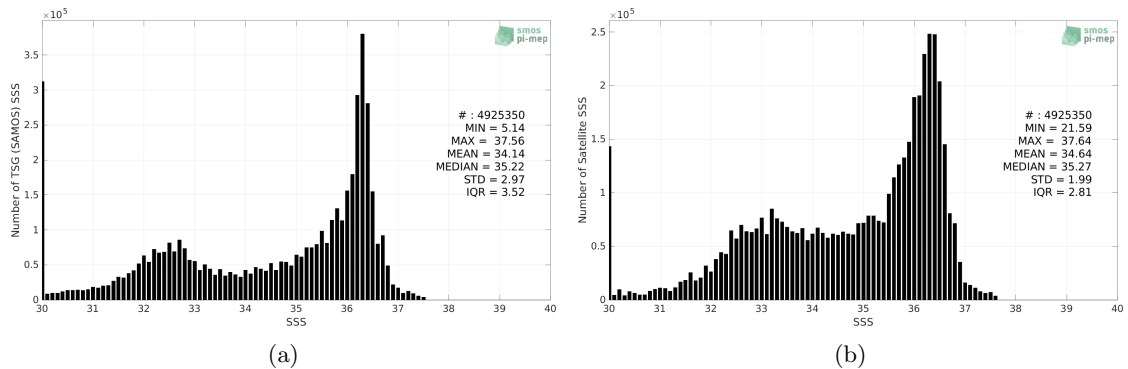 ×10^5
smos
pi-mep
3.5
3
2.5
2
1.5
1
0.5
0
Number of TSG (SAMOS) SSS
# : 4925350
MIN = 5.14
MAX = 37.56
MEAN = 34.14
MEDIAN = 35.22
STD = 2.97
IQR = 3.52
30 31 32 33 34 35 36 37 38 39 40
SSS
(a)
×10^5
smos
pi-mep
2.5
2
1.5
1
0.5
0
Number of Satellite SSS
# : 4925350
MIN = 21.59
MAX = 37.64
MEAN = 34.64
MEDIAN = 35.27
STD = 1.99
IQR = 2.81
30 31 32 33 34 35 36 37 38 39 40
SSS
(b)